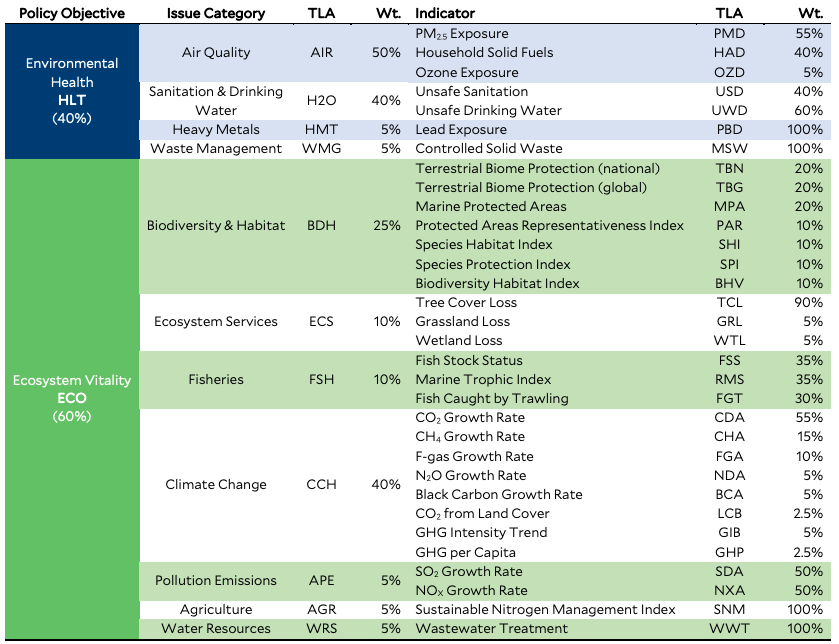 Policy Objective Issue Category TLA Wt. Indicator TLA Wt.
Environmental Health HLT (40%)
Air Quality AIR 50%
PM2.5 Exposure PMD 55%
Household Solid Fuels HAD 40%
Ozone Exposure OZD 5%
Sanitation & Drinking Water H2O 40%
Unsafe Sanitation USD 40%
Unsafe Drinking Water UWD 60%
Heavy Metals HMT 5% Lead Exposure PBD 100%
Waste Management WMG 5% Controlled Solid Waste MSW 100%
Ecosystem Vitality
ECO
(60%)
Biodiversity & Habitat BDH 25%
Terrestrial Biome Protection (national) TBN 20%
Terrestrial Biome Protection (global) TBG 20%
Marine Protected Areas MPA 20%
Protected Areas Representativeness Index PAR 10%
Species Habitat Index SHI 10%
Species Protection Index SPI 10%
Biodiversity Habitat Index BHV 10%
Ecosystem Services ECS 10%
Tree Cover Loss TCL 90%
Grassland Loss GRL 5%
Wetland Loss WTL 5%
Fisheries FSH 10%
Fish Stock Status FSS 35%
Marine Trophic Index RMS 35%
Fish Caught by Trawling FGT 30%
Climate Change CCH 40%
CO2 Growth Rate CDA 55%
CH4 Growth Rate CHA 15%
F-gas Growth Rate FGA 10%
N2O Growth Rate NDA 5%
Black Carbon Growth Rate BCA 5%
CO2 from Land Cover LCB 2.5%
GHG Intensity Trend GIB 5%
GHG per Capita GHP 2.5%
Pollution Emissions APE 5%
SO2 Growth Rate SDA 50%
NOX Growth Rate NXA 50%
Agriculture AGR 5% Sustainable Nitrogen Management Index SNM 100%
Water Resources WRS 5% Wastewater Treatment WWT 100%